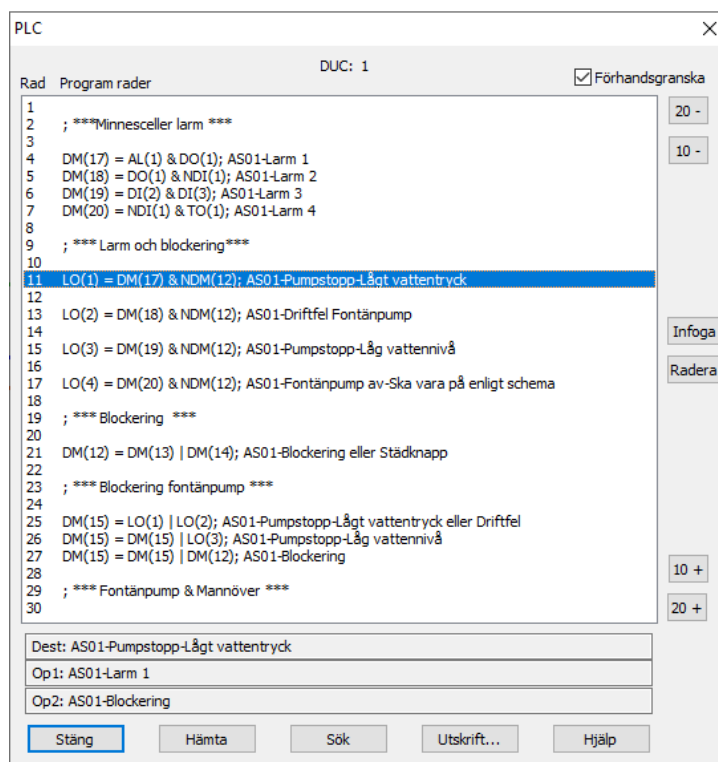 PLC
DUC: 1
Förhandsgranska
Rad Program rader
1
2 ; ***Minnesceller larm ***
3
4 DM(17) = AL(1) & DO(1); AS01-Larm 1
5 DM(18) = DO(1) & NDI(1); AS01-Larm 2
6 DM(19) = DI(2) & DI(3); AS01-Larm 3
7 DM(20) = NDI(1) & TO(1); AS01-Larm 4
8
9 ; *** Larm och blockering***
10
11 LO(1) = DM(17) & NDM(12); AS01-Pumpstopp-Lågt vattentryck
12
13 LO(2) = DM(18) & NDM(12); AS01-Driftfel Fontänpump
14
15 LO(3) = DM(19) & NDM(12); AS01-Pumpstopp-Låg vattennivå
16
17 LO(4) = DM(20) & NDM(12); AS01-Fontänpump av-Ska vara på enligt schema
18
19 ; *** Blockering ***
20
21 DM(12) = DM(13) | DM(14); AS01-Blockering eller Städknapp
22
23 ; *** Blockering fontänpump ***
24
25 DM(15) = LO(1) | LO(2); AS01-Pumpstopp-Lågt vattentryck eller Driftfel
26 DM(15) = DM(15) | LO(3); AS01-Pumpstopp-Låg vattennivå
27 DM(15) = DM(15) | DM(12); AS01-Blockering
28
29 ; *** Fontänpump & Mannöver ***
30
20 -
10 -
Infoga
Radera
10 +
20 +
Dest: AS01-Pumpstopp-Lågt vattentryck
Op1: AS01-Larm 1
Op2: AS01-Blockering
Stäng Hämta Sök Utskrift... Hjälp